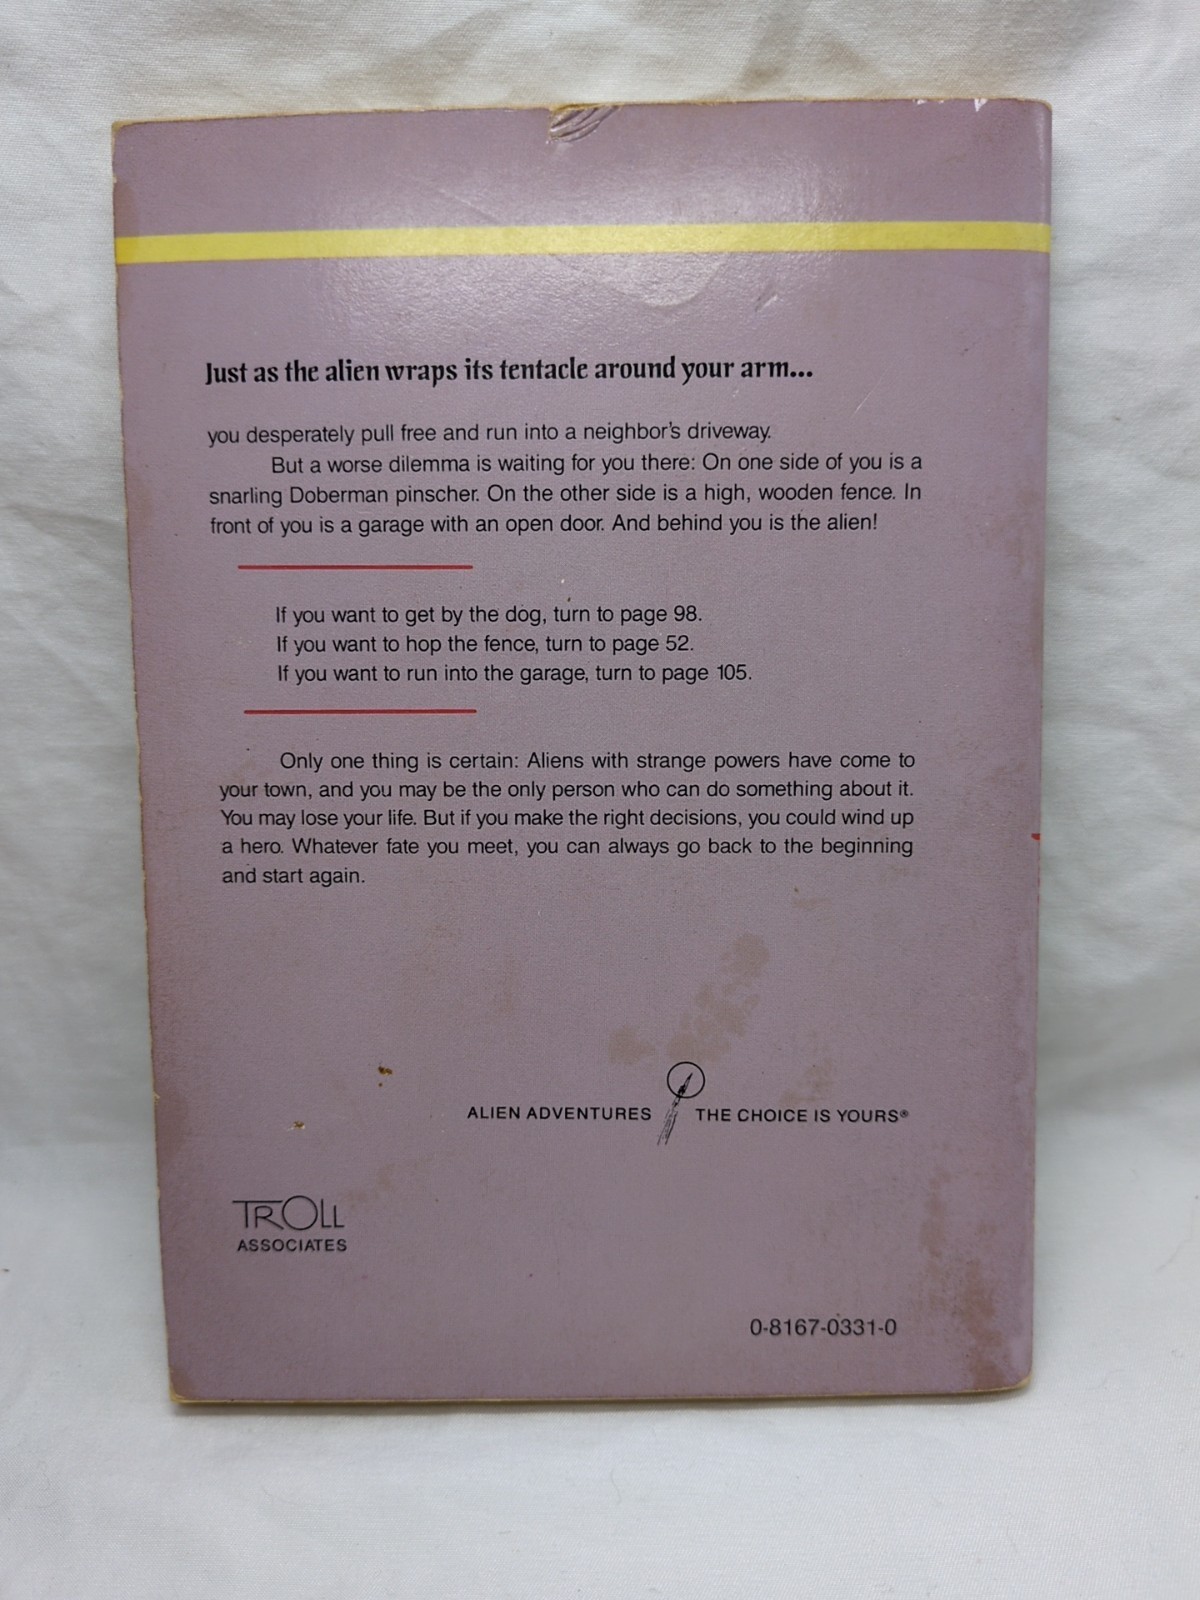 Just as the alien wraps its tentacle around your arm...
you desperately pull free and run into a neighbor's driveway.
But a worse dilemma is waiting for you there: On one side of you is a
snarling Doberman pinscher. On the other side is a high, wooden fence. In
front of you is a garage with an open door. And behind you is the alien!
If you want to get by the dog, turn to page 98.
If you want to hop the fence, turn to page 52.
If you want to run into the garage, turn to page 105.
Only one thing is certain: Aliens with strange powers have come to
your town, and you may be the only person who can do something about it.
You may lose your life. But if you make the right decisions, you could wind up
a hero. Whatever fate you meet, you can always go back to the beginning
and start again.
ALIEN ADVENTURES THE CHOICE IS YOURS®
TROLL
ASSOCIATES
0-8167-0331-0